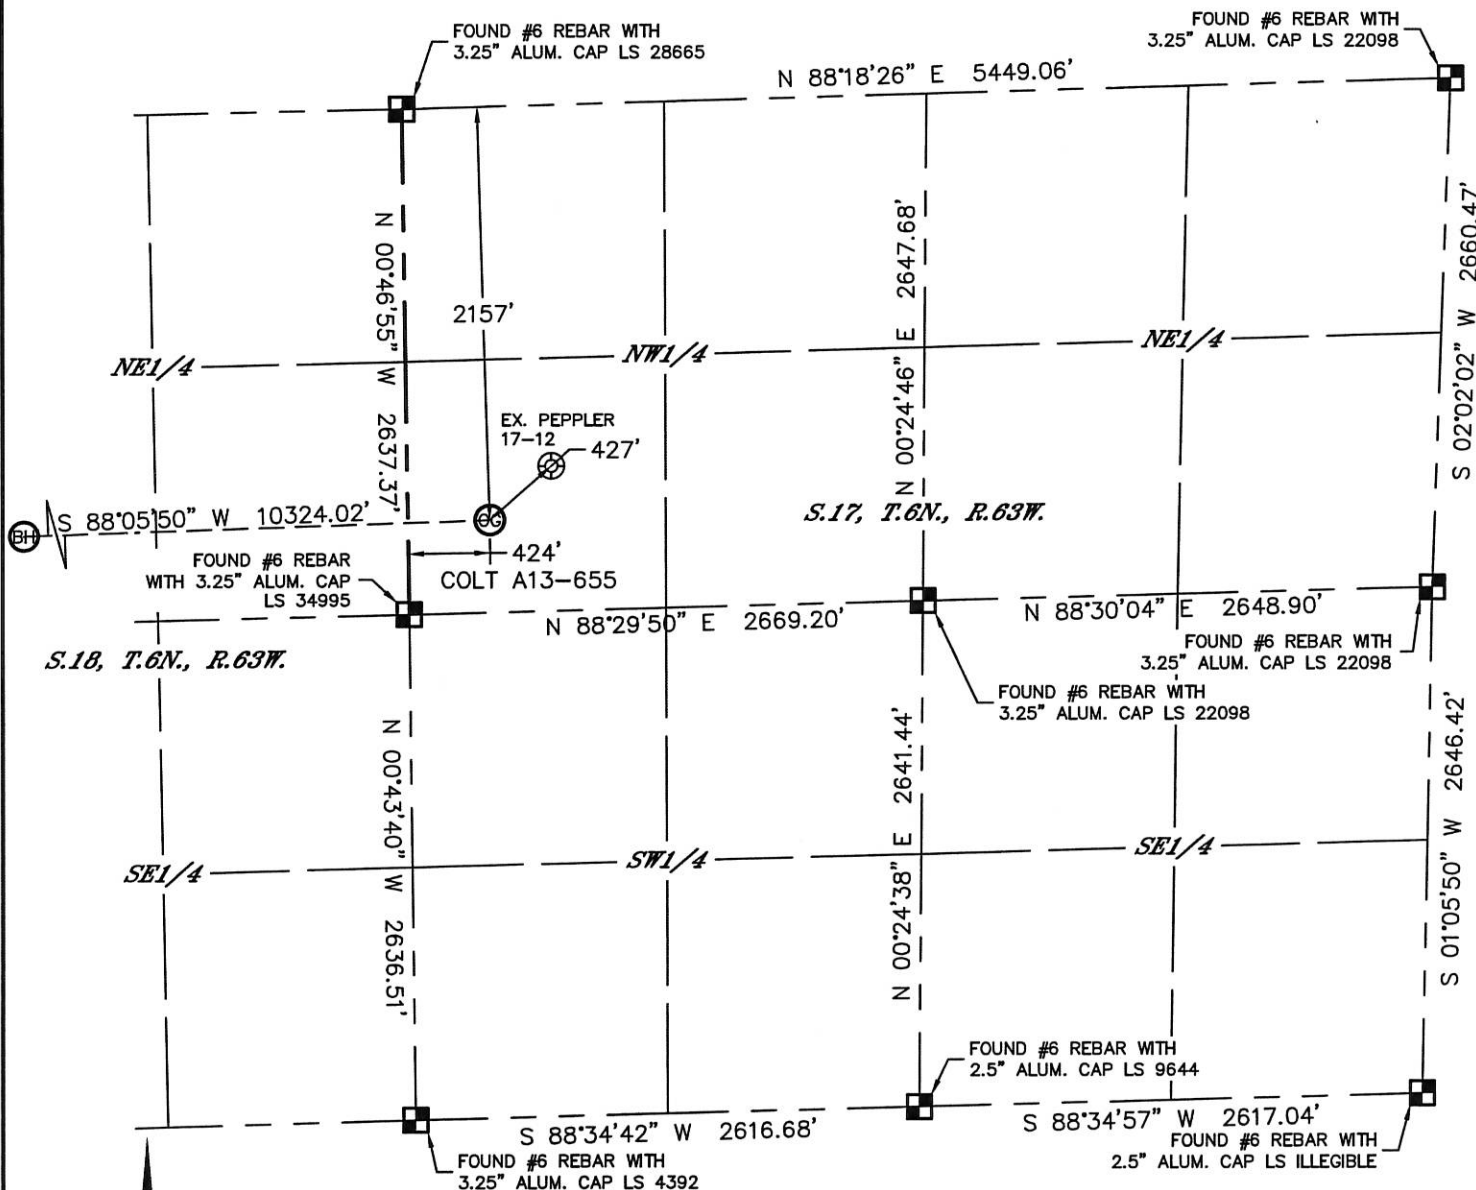 FOUND #6 REBAR WITH
3.25" ALUM. CAP LS 28665
FOUND #6 REBAR WITH
3.25" ALUM. CAP LS 22098
N 88°18'26" E 5449.06'
N 00°46'55" W 2637.37'
2157'
N 00°24'46" E 2647.68'
S 02°02'02" W 2660.47'
NE1/4
NW1/4
NE1/4
EX. PEPPLER
17-12
427'
BH
S 88°05'50" W 10324.02'
OG
S.17, T.6N., R.63W.
424'
COLT A13-655
FOUND #6 REBAR
WITH 3.25" ALUM. CAP
LS 34995
N 88°29'50" E 2669.20'
N 88°30'04" E 2648.90'
S.18, T.6N., R.63W.
FOUND #6 REBAR WITH
3.25" ALUM. CAP LS 22098
FOUND #6 REBAR WITH
3.25" ALUM. CAP LS 22098
N 00°43'40" W 2636.51'
N 00°24'38" E 2641.44'
S 01°05'50" W 2646.42'
SE1/4
SW1/4
SE1/4
FOUND #6 REBAR WITH
2.5" ALUM. CAP LS 9644
S 88°34'42" W 2616.68'
S 88°34'57" W 2617.04'
FOUND #6 REBAR WITH
2.5" ALUM. CAP LS ILLEGIBLE
FOUND #6 REBAR WITH
3.25" ALUM. CAP LS 4392